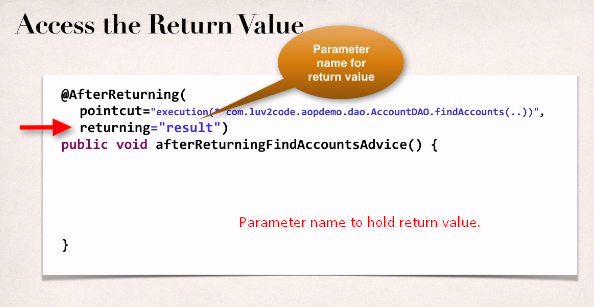 Access the Return Value
Parameter
name for
return value
@AfterReturning(
pointcut="execution(* com.luv2code.aopdemo.dao.AccountDAO.findAccounts(..))",
returning="result")
public void afterReturningFindAccountsAdvice() {
Parameter name to hold return value.
}